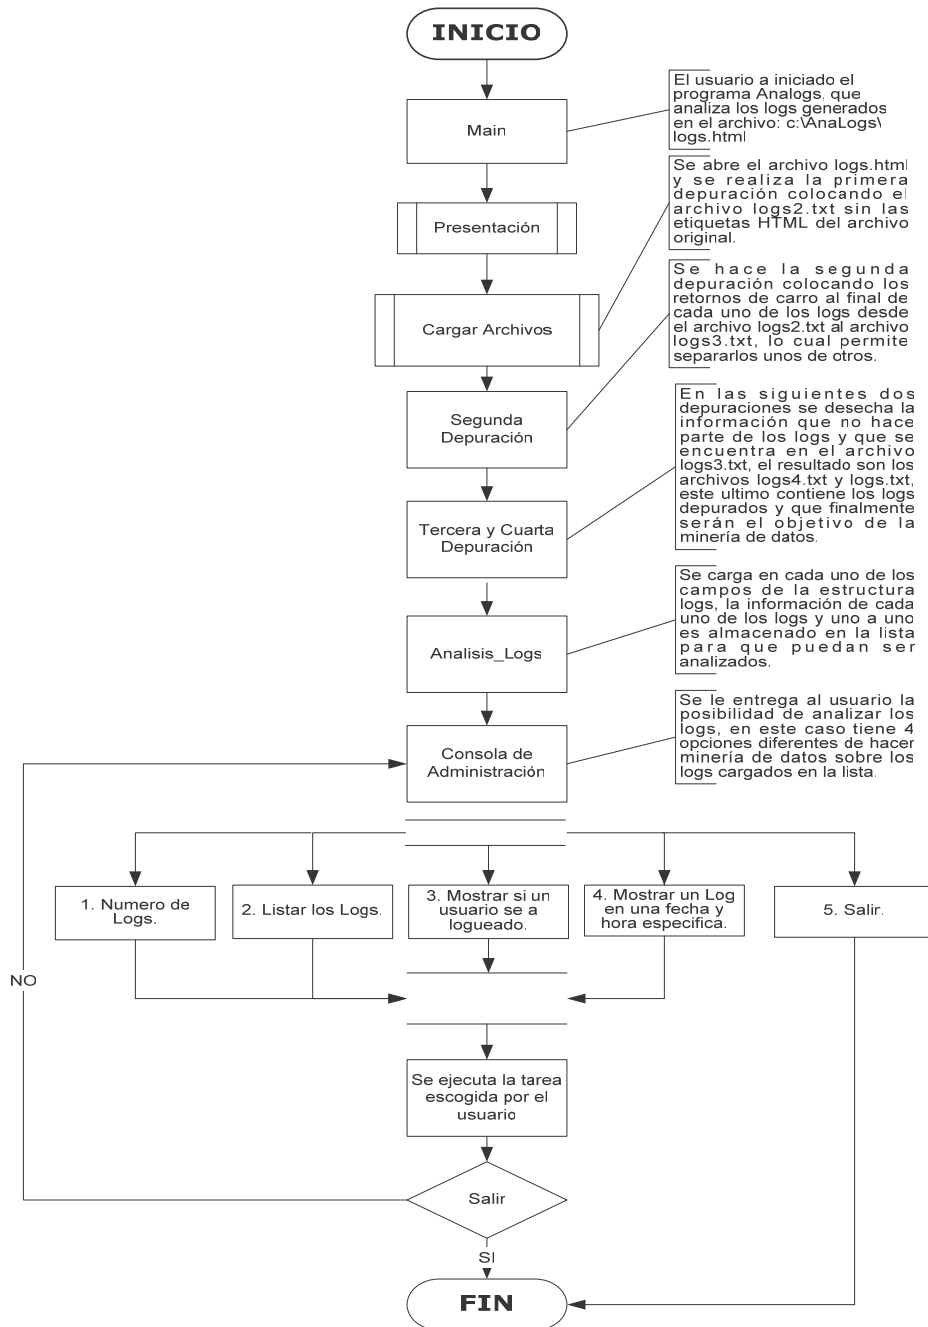 INICIO
Main
El usuario a iniciado el
programa Analogs, que
analiza los logs generados
en el archivo: c:\AnaLogs\
logs.html
Presentación
Se abre el archivo logs.html
y se realiza la primera
depuración colocando el
archivo logs2.txt sin las
etiquetas HTML del archivo
original.
Cargar Archivos
Se hace la segunda
depuración colocando los
retornos de carro al final de
cada uno de los logs desde
el archivo logs2.txt al archivo
logs3.txt, lo cual permite
separarlos unos de otros.
Segunda
Depuración
En las siguientes dos
depuraciones se desecha la
información que no hace
parte de los logs y que se
encuentra en el archivo
logs3.txt, el resultado son los
archivos logs4.txt y logs.txt,
este ultimo contiene los logs
depurados y que finalmente
serán el objetivo de la
minería de datos.
Tercera y Cuarta
Depuración
Se carga en cada uno de los
campos de la estructura
logs, la información de cada
uno de los logs y uno a uno
es almacenado en la lista
para que puedan ser
analizados.
Analisis_Logs
Se le entrega al usuario la
posibilidad de analizar los
logs, en este caso tiene 4
opciones diferentes de hacer
minería de datos sobre los
logs cargados en la lista.
Consola de
Administración
1. Numero de
Logs.
2. Listar los Logs.
3. Mostrar si un
usuario se a
logueado.
4. Mostrar un Log
en una fecha y
hora especifica.
5. Salir.
NO
Se ejecuta la tarea
escogida por el
usuario
Salir
SI
FIN